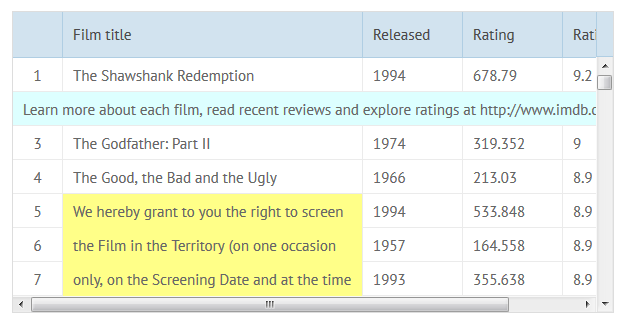 Film title Released Rating
1 The Shawshank Redemption 1994 678.79 9.2
Learn more about each film, read recent reviews and explore ratings at
3 The Godfather: Part II 1974 319.352 9
4 The Good, the Bad and the Ugly 1966 213.03 8.9
5 We hereby grant to you the right to screen 1994 533.848 8.9
6 the Film in the Territory (on one occasion 1957 164.558 8.9
7 only, on the Screening Date and at the time 1993 355.638 8.9